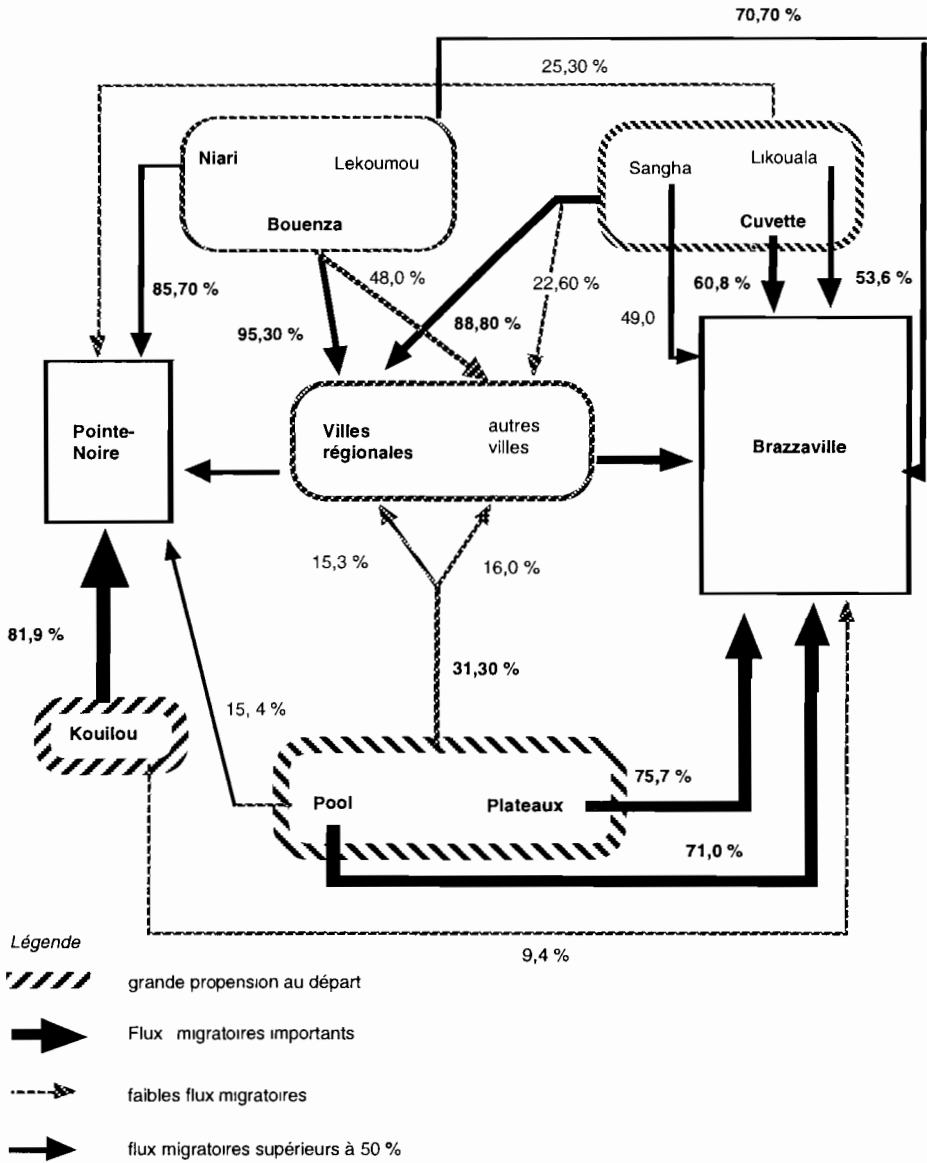 70,70 %
25,30 %
Niari
Lekoumou
Bouenza
Sangha
Likouala
Cuvette
85,70 %
48,0 %
22,60 %
60,8 %
53,6 %
95,30 %
88,80 %
49,0
Pointe-
Noire
Villes
régionales
autres
villes
Brazzaville
15,3 %
16,0 %
81,9 %
31,30 %
15, 4 %
Kouilou
Pool
Plateaux
75,7 %
71,0 %
9,4 %
Légende
grande propension au départ
Flux migratoires importants
faibles flux migratoires
flux migratoires supérieurs à 50 %